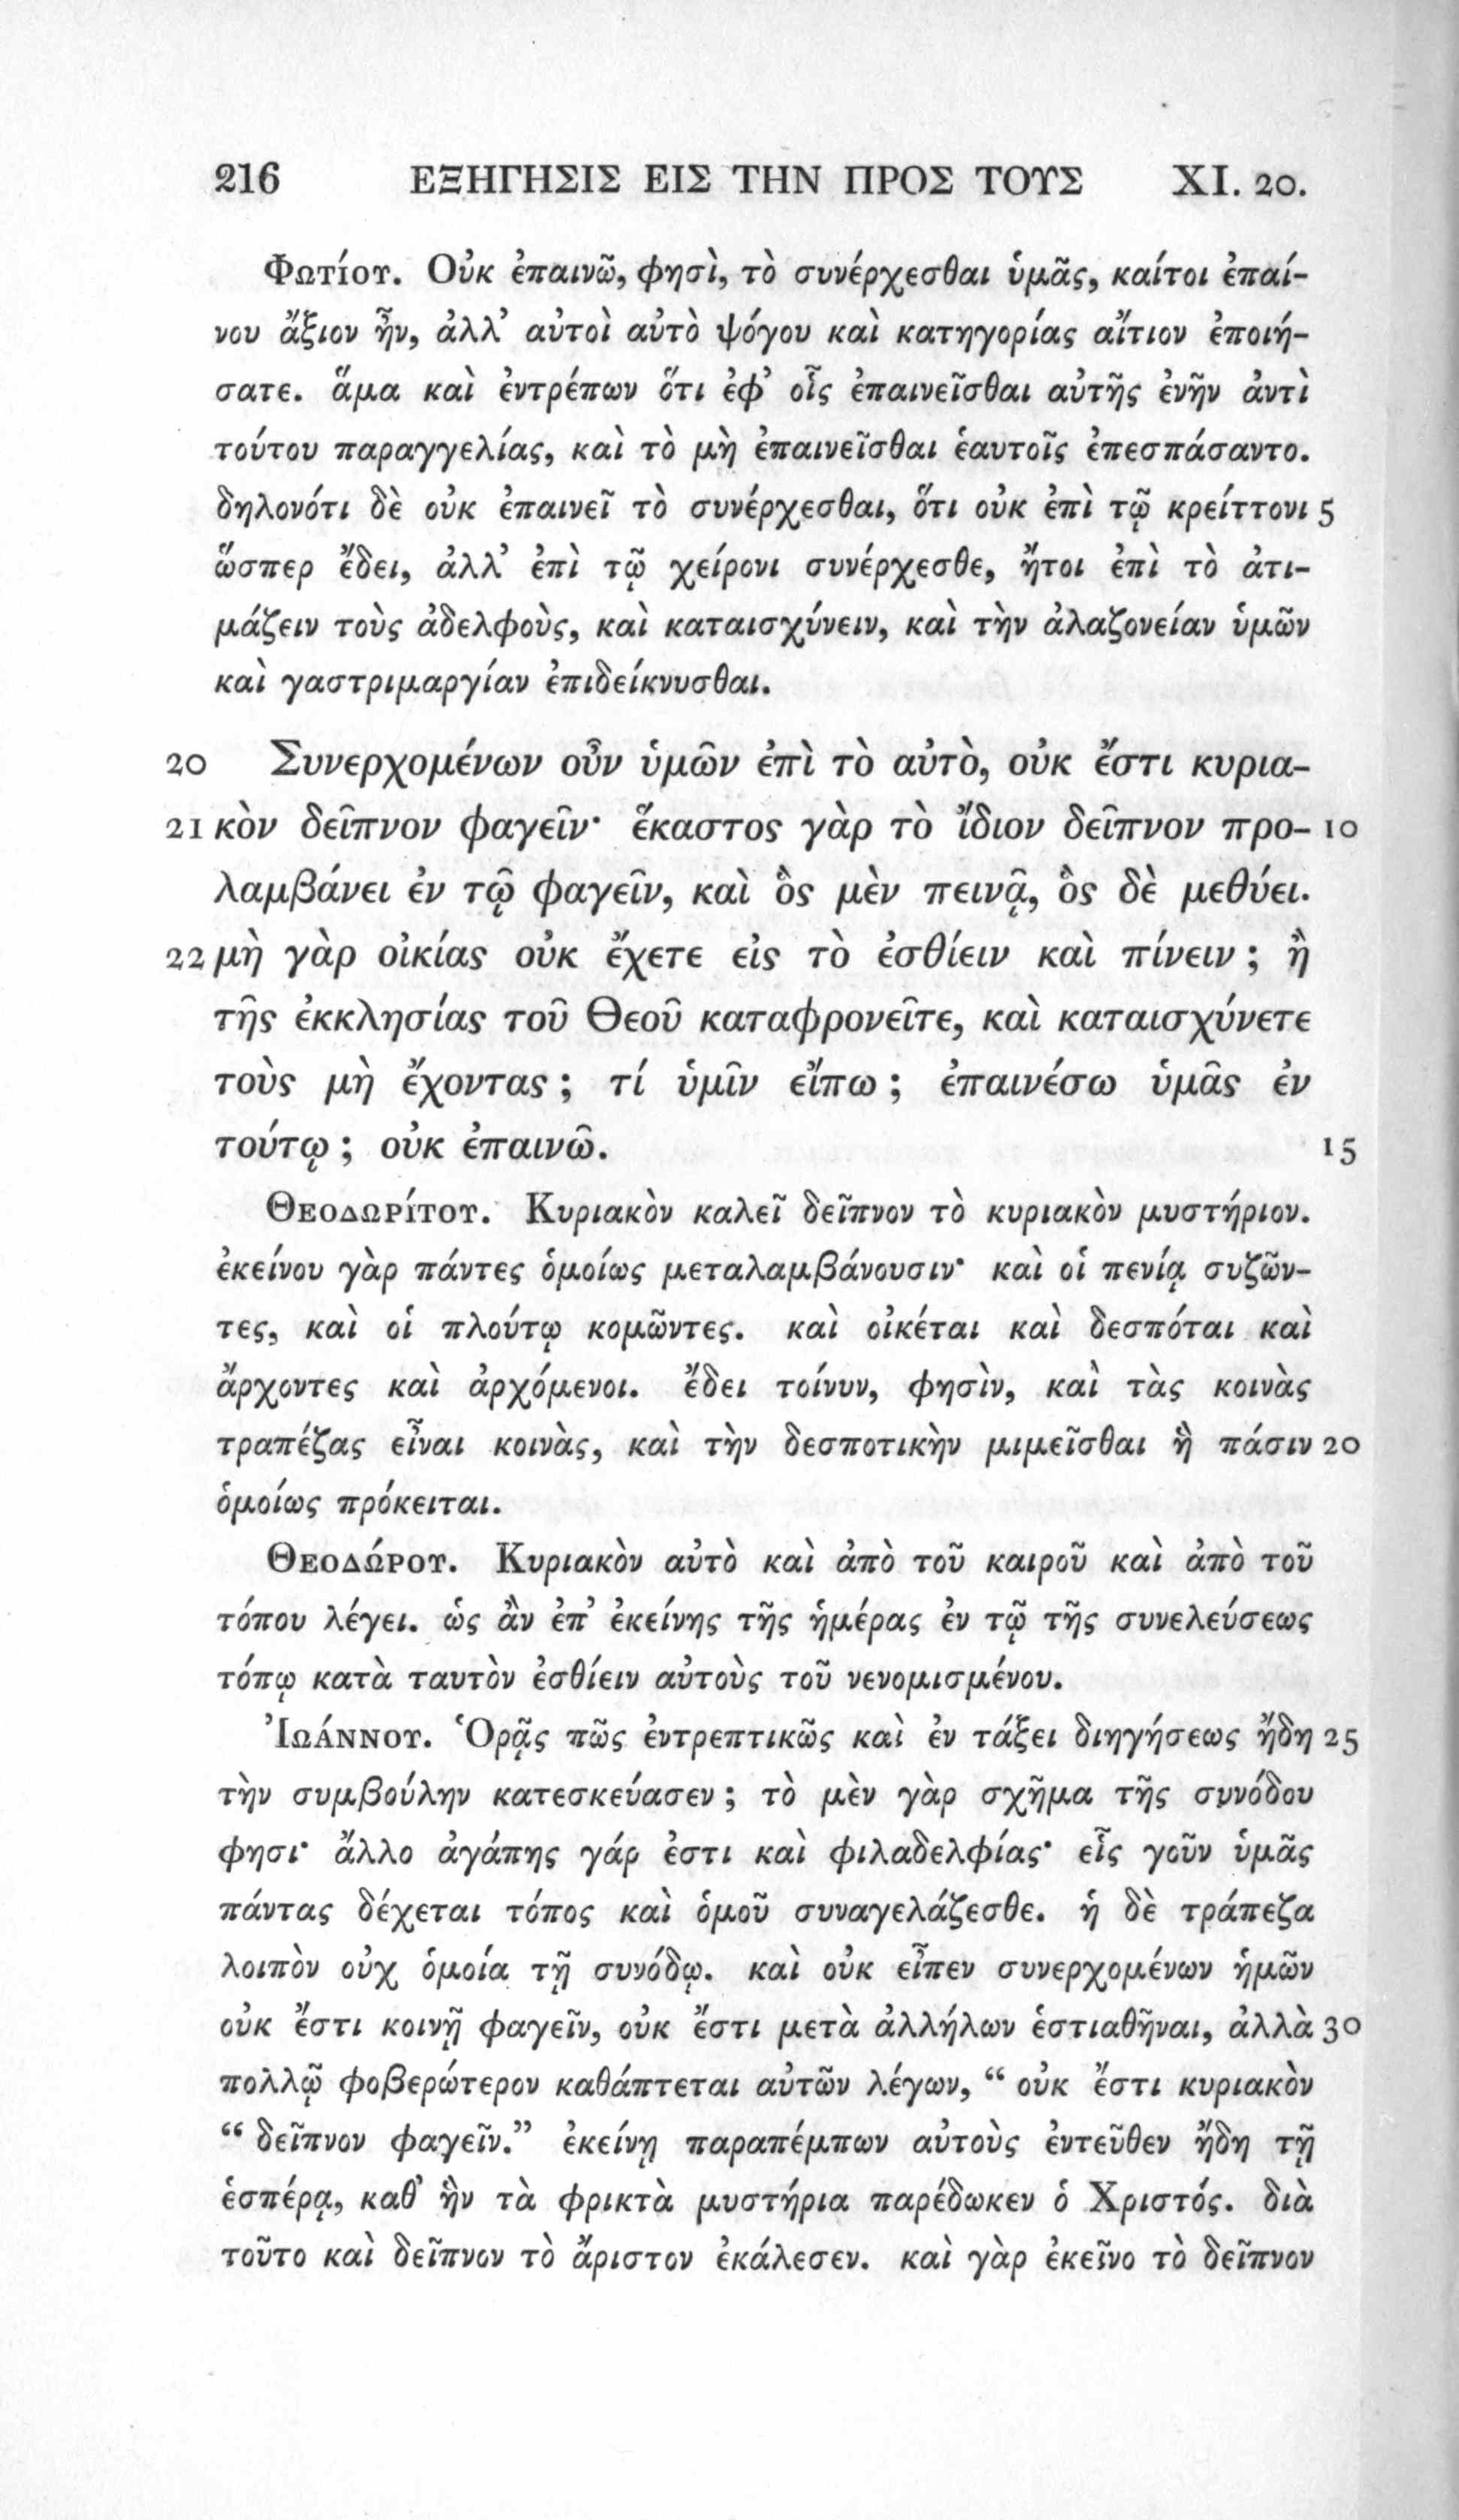 216 ΕΞΗΓΗΣΙΣ ΕΙΣ ΤΗΝ ΠΡΟΣ ΤΟΥΣ XI. 20.
Φωτίου. Οὐκ ἐπαινῶ, φησὶ, τὸ συνέρχεσθαι ὑμᾶς, καίτοι ἐπαί-
νου ἄξιον ἦν, ἀλλ’ αὐτοὶ αὐτὸ ψόγου καὶ κατηγορίας αἴτιον ἐποιή-
σατε. ἅμα καὶ ἐντρέπων ὅτι ἐφ’ οἷς ἐπαινεῖσθαι αὐτῆς ἐνῆν ἀντὶ
τούτου παραγγελίας, καὶ τὸ μὴ ἐπαινεῖσθαι ἑαυτοῖς ἐπεσπάσαντο.
δηλονότι δὲ οὐκ ἐπαινεῖ τὸ συνέρχεσθαι, ὅτι οὐκ ἐπὶ τῷ κρείττονι 5
ὥσπερ ἔδει, ἀλλ’ ἐπὶ τῷ χείρονι συνέρχεσθε, ἤτοι ἐπὶ τὸ ἀτι-
μάζειν τοὺς ἀδελφοὺς, καὶ καταισχύνειν, καὶ τὴν ἀλαζονείαν ὑμῶν
καὶ γαστριμαργίαν ἐπιδείκνυσθαι.
20 Συνερχομένων οὖν ὑμῶν ἐπὶ τὸ αὐτὸ, οὐκ ἔστι κυρια-
21 κὸν δεῖπνον φαγεῖν· ἕκαστος γὰρ τὸ ἴδιον δεῖπνον προ- 10
λαμβάνει ἐν τῷ φαγεῖν, καὶ ὃς μὲν πεινᾷ, ὃς δὲ μεθύει.
22 μὴ γὰρ οἰκίας οὐκ ἔχετε εἰς τὸ ἐσθίειν καὶ πίνειν ; ἢ
τῆς ἐκκλησίας τοῦ Θεοῦ καταφρονεῖτε, καὶ καταισχύνετε
τοὺς μὴ ἔχοντας ; τί ὑμῖν εἴπω ; ἐπαινέσω ὑμᾶς ἐν
τούτῳ ; οὐκ ἐπαινῶ. 15
Θεοδωρίτου. Κυριακὸν καλεῖ δεῖπνον τὸ κυριακὸν μυστήριον.
ἐκείνου γὰρ πάντες ὁμοίως μεταλαμβάνουσιν· καὶ οἱ πενίᾳ συζῶν-
τες, καὶ οἱ πλούτῳ κομῶντες. καὶ οἰκέται καὶ δεσπόται καὶ
ἄρχοντες καὶ ἀρχόμενοι. ἔδει τοίνυν, φησὶν, καὶ τὰς κοινὰς
τραπέζας εἶναι κοινὰς, καὶ τὴν δεσποτικὴν μιμεῖσθαι ἣ πάσιν 20
ὁμοίως πρόκειται.
Θεοδώρου. Κυριακὸν αὐτὸ καὶ ἀπὸ τοῦ καιροῦ καὶ ἀπὸ τοῦ
τόπου λέγει. ὡς ἂν ἐπ’ ἐκείνης τῆς ἡμέρας ἐν τῷ τῆς συνελεύσεως
τόπῳ κατὰ ταυτὸν ἐσθίειν αὐτοὺς τοῦ νενομισμένου.
Ἰωάννου. Ὁρᾷς πῶς ἐντρεπτικῶς καὶ ἐν τάξει διηγήσεως ἤδη 25
τὴν συμβούλην κατεσκεύασεν ; τὸ μὲν γὰρ σχῆμα τῆς συνόδου
φησι· ἄλλο ἀγάπης γάρ ἐστι καὶ φιλαδελφίας· εἷς γοῦν ὑμᾶς
πάντας δέχεται τόπος καὶ ὁμοῦ συναγελάζεσθε. ἡ δὲ τράπεζα
λοιπὸν οὐχ ὁμοία τῇ συνόδῳ. καὶ οὐκ εἶπεν συνερχομένων ἡμῶν
οὐκ ἔστι κοινῇ φαγεῖν, οὐκ ἔστι μετὰ ἀλλήλων ἑστιαθῆναι, ἀλλὰ 30
πολλῷ φοβερώτερον καθάπτεται αὐτῶν λέγων, “ οὐκ ἔστι κυριακὸν
“ δεῖπνον φαγεῖν.” ἐκείνῃ παραπέμπων αὐτοὺς ἐντεῦθεν ἤδη τῇ
ἑσπέρᾳ, καθ’ ἣν τὰ φρικτὰ μυστήρια παρέδωκεν ὁ Χριστός. διὰ
τοῦτο καὶ δεῖπνον τὸ ἄριστον ἐκάλεσεν. καὶ γὰρ ἐκεῖνο τὸ δεῖπνον